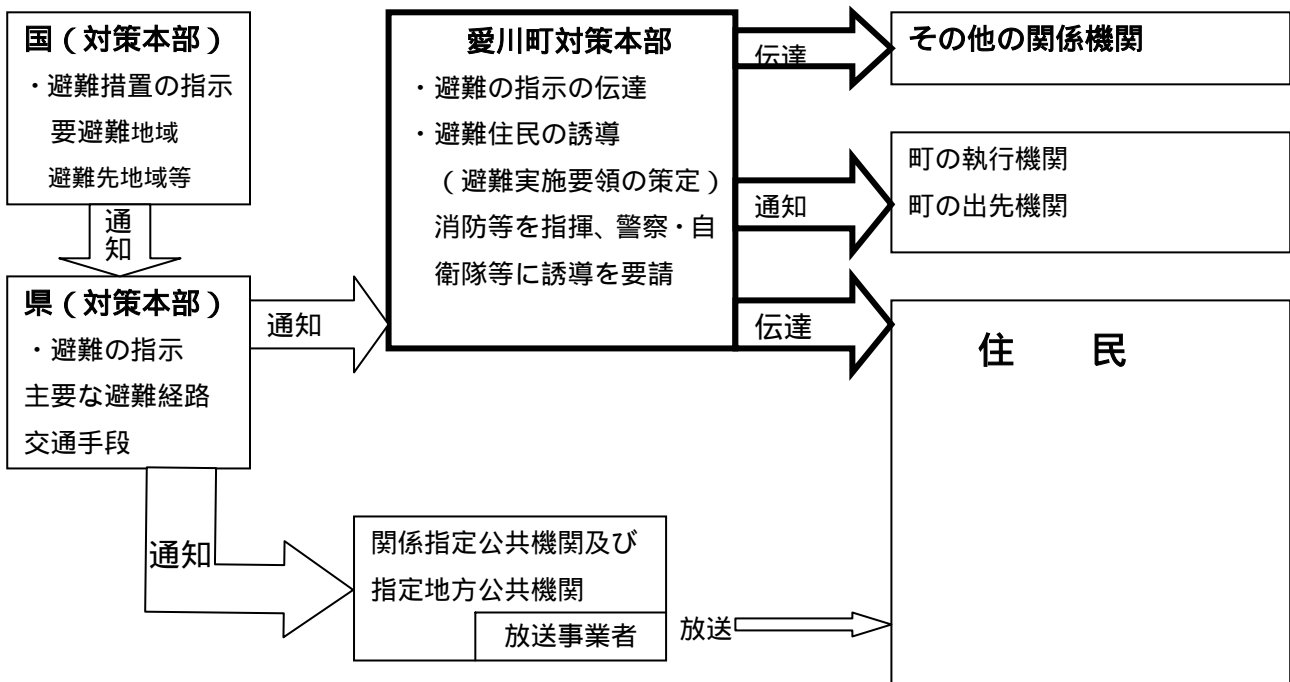 国（対策本部）
・避難措置の指示
要避難地域
避難先地域等
通知
県（対策本部）
・避難の指示
主要な避難経路
交通手段
通知
愛川町対策本部
・避難の指示の伝達
・避難住民の誘導
（避難実施要領の策定）
消防等を指揮、警察・自
衛隊等に誘導を要請
伝達
その他の関係機関
通知
町の執行機関
町の出先機関
伝達
住　民
通知
関係指定公共機関及び
指定地方公共機関
放送事業者
放送